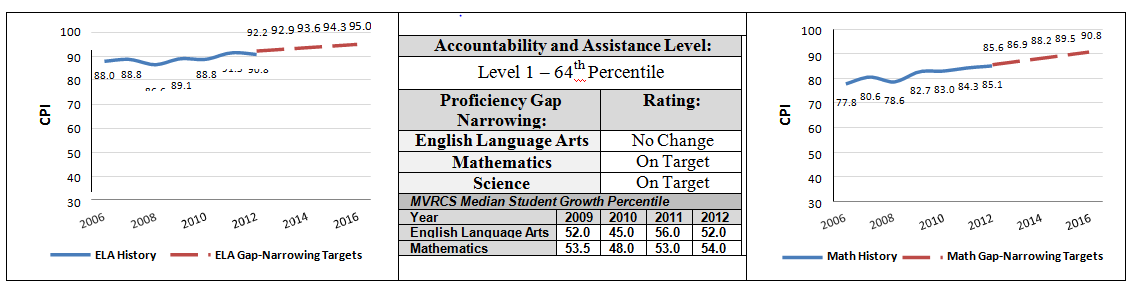 100
90
80
70
60
50
40
30
CPI
92.2 92.9 93.6 94.3 95.0
88.0 88.8
89.1
88.8
90.8
2006 2008 2010 2012 2014 2016
ELA History ELA Gap-Narrowing Targets
Accountability and Assistance Level:
Level 1 – 64th Percentile
Proficiency Gap Narrowing: Rating:
English Language Arts No Change
Mathematics On Target
Science On Target
MVRCS Median Student Growth Percentile
Year 2009 2010 2011 2012
English Language Arts 52.0 45.0 56.0 52.0
Mathematics 53.5 48.0 53.0 54.0
100
90
80
70
60
50
40
30
CPI
85.6 86.9 88.2 89.5 90.8
77.8 80.6 78.6 82.7 83.0 84.3 85.1
2006 2008 2010 2012 2014 2016
Math History Math Gap-Narrowing Targets